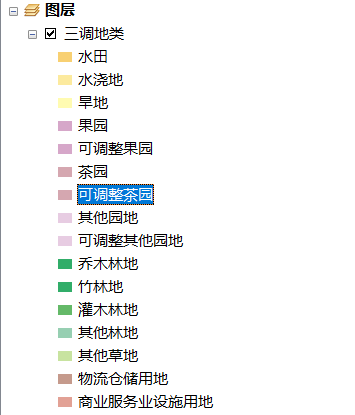 图层
三调地类
水田
水浇地
旱地
果园
可调整果园
茶园
可调整茶园
其他园地
可调整其他园地
乔木林地
竹林地
灌木林地
其他林地
其他草地
物流仓储用地
商业服务业设施用地